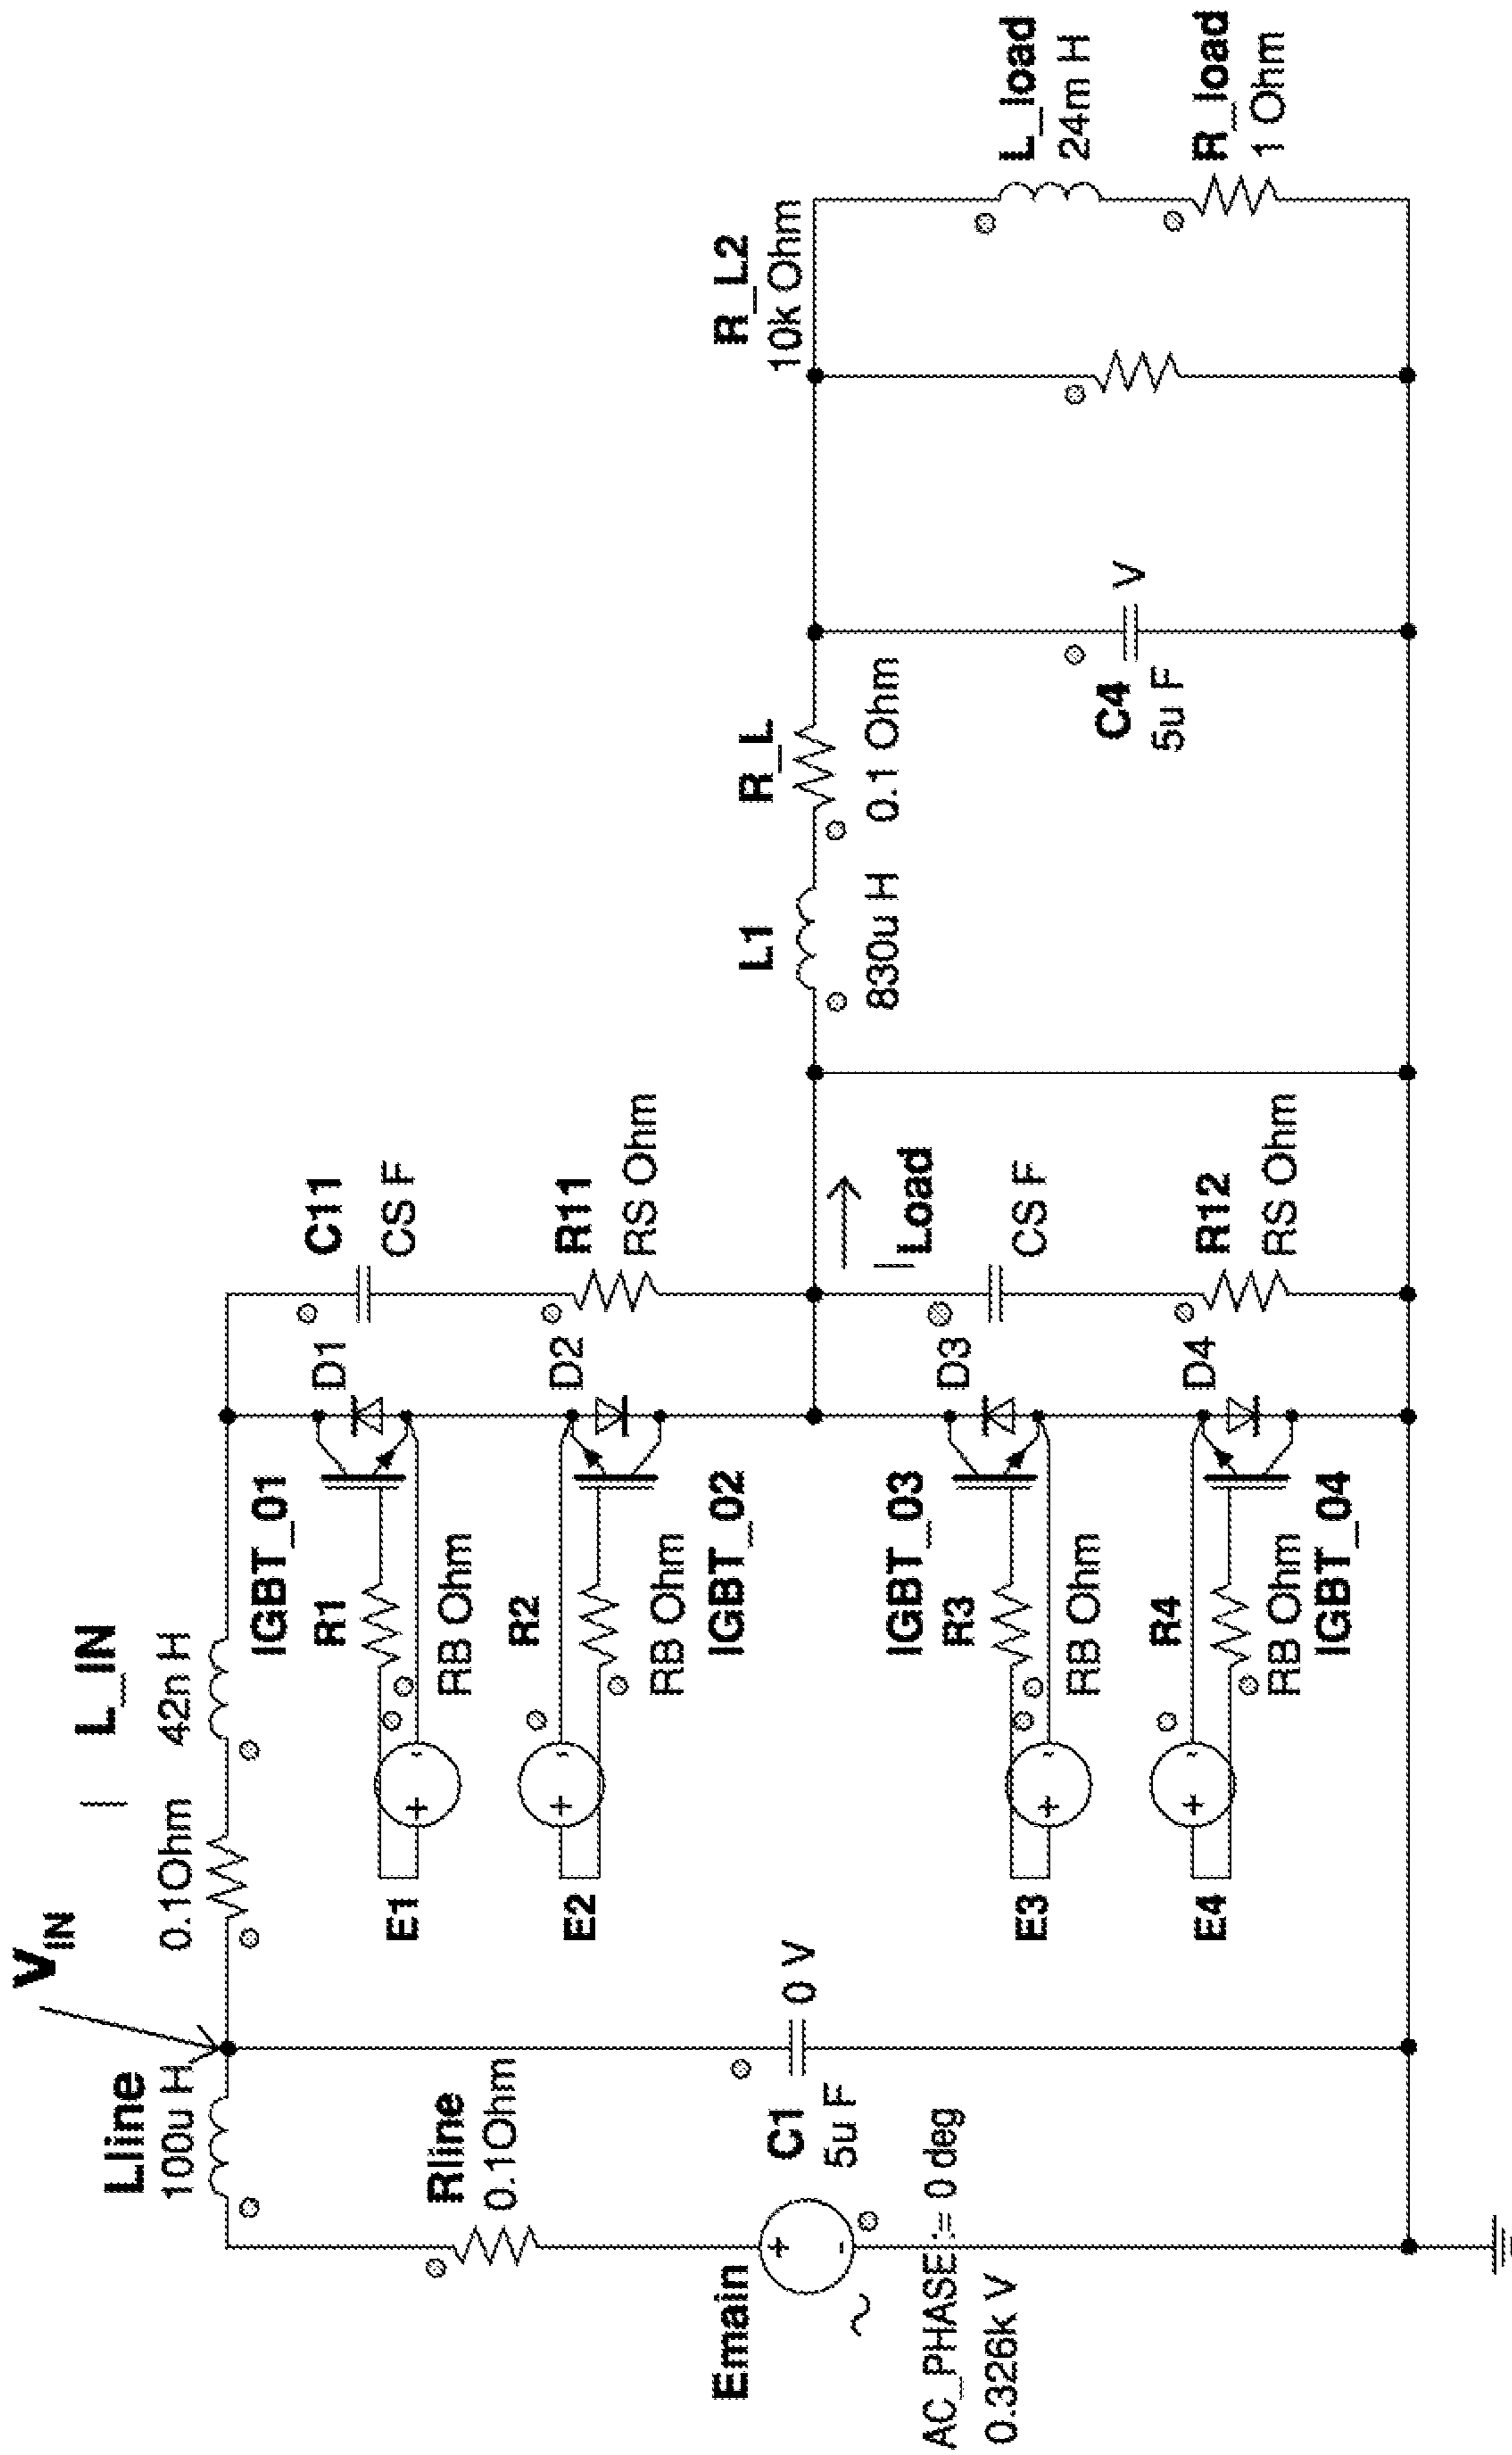 V_IN
Lline
100u H
0.1Ohm
I L_IN
42n H
Rline
0.1Ohm
Emain
+
-
~
AC_PHASE:= 0 deg
0.326k V
C1
5u F
0 V
E1
+ -
R1
RB Ohm
IGBT_01
D1
E2
+ -
R2
RB Ohm
IGBT_02
D2
C11
CS F
R11
RS Ohm
E3
+ -
R3
RB Ohm
IGBT_03
D3
E4
+ -
R4
RB Ohm
IGBT_04
D4
I_Load
CS F
R12
RS Ohm
L1
830u H
R_L
0.1 Ohm
C4
5u F
V
R_L2
10k Ohm
L_load
24m H
R_load
1 Ohm